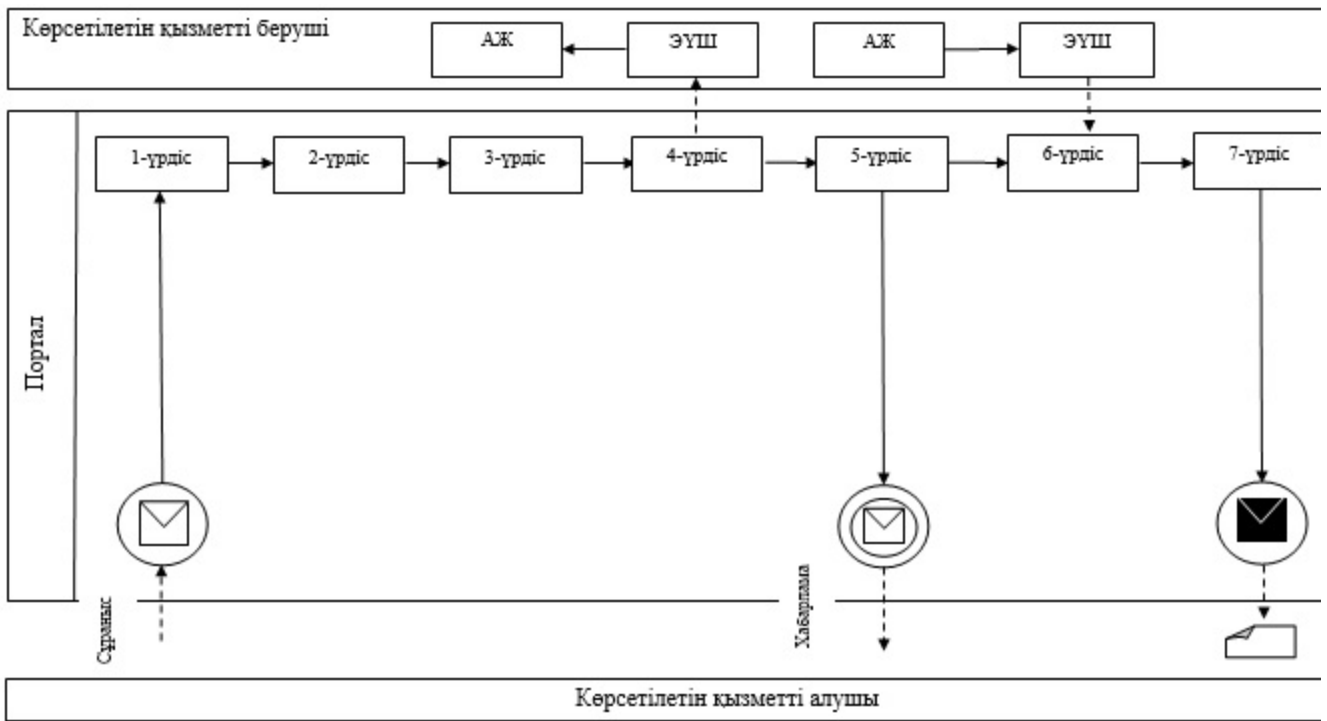 Көрсетілетін қызметті беруші
АЖ
ЭҮШ
АЖ
ЭҮШ
Портал
1-үрдіс
2-үрдіс
3-үрдіс
4-үрдіс
5-үрдіс
6-үрдіс
7-үрдіс
Сұраныс
Хабарлама
Көрсетілетін қызметті алушы